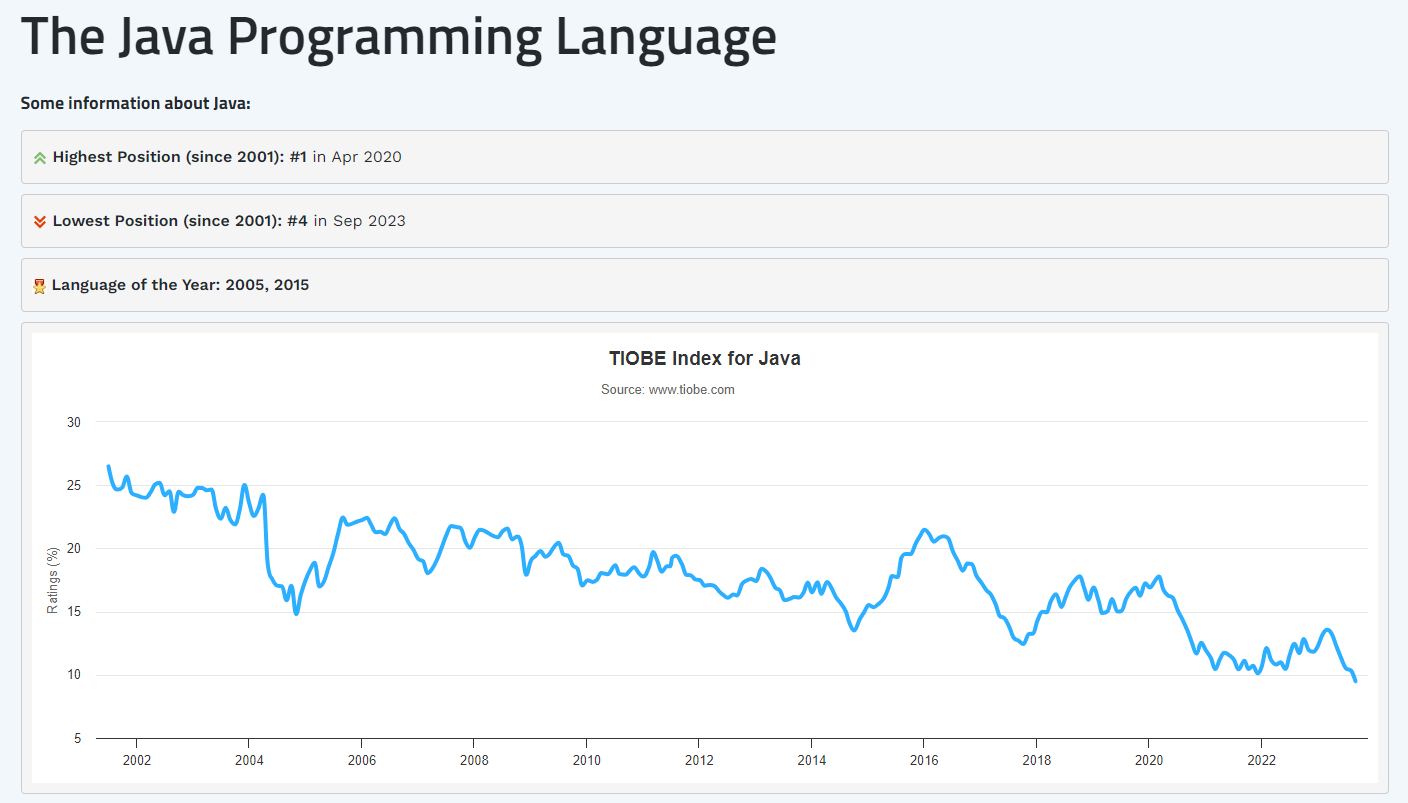 The Java Programming Language
Some information about Java:
Highest Position (since 2001): #1 in Apr 2020
Lowest Position (since 2001): #4 in Sep 2023
Language of the Year: 2005, 2015
TIOBE Index for Java
Source: www.tiobe.com
Ratings (%)
30
25
20
15
10
5
2002 2004 2006 2008 2010 2012 2014 2016 2018 2020 2022